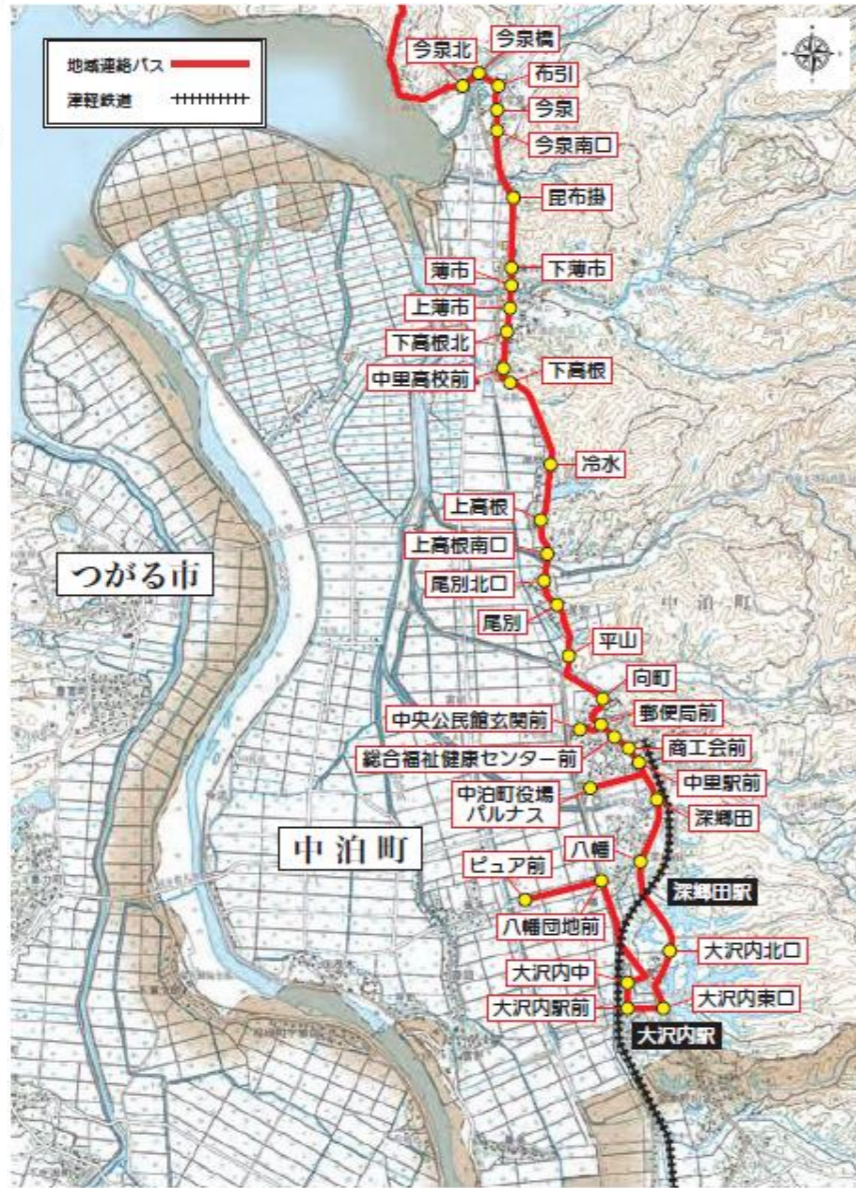 地域連絡バス
津軽鉄道
今泉橋
今泉北
布引
今泉
今泉南口
昆布掛
薄市
下薄市
上薄市
下高根北
中里高校前
下高根
冷水
上高根
上高根南口
つがる市
尾別北口
尾別
中泊町
平山
向町
郵便局前
中央公民館玄関前
商工会前
総合福祉健康センター前
中里駅前
中泊町役場
パルナス
深郷田
中泊町
八幡
ピュア前
深郷田駅
八幡団地前
大沢内北口
大沢内中
大沢内駅前
大沢内東口
大沢内駅